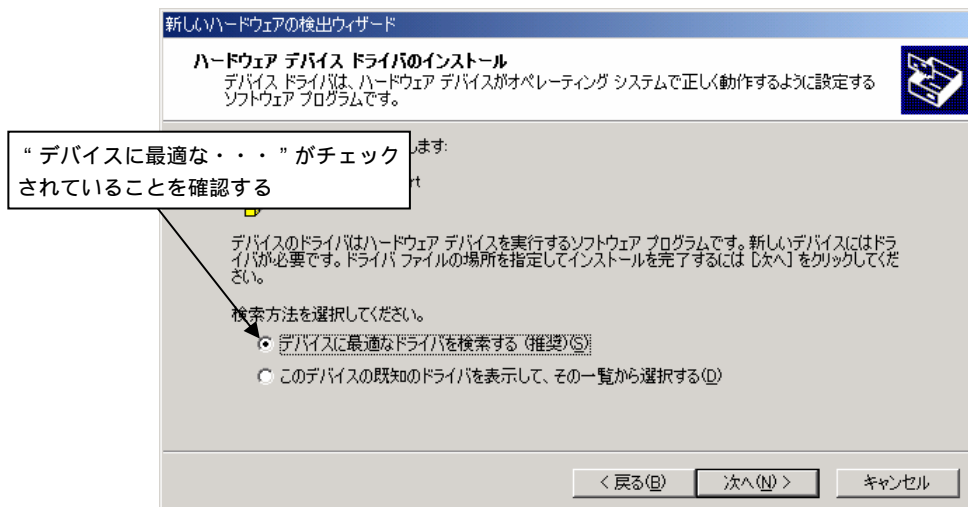 新しいハードウェアの検出ウィザード
ハードウェア デバイス ドライバのインストール
デバイス ドライバは、ハードウェア デバイスがオペレーティング システムで正しく動作するように設定する
ソフトウェア プログラムです。
“デバイスに最適な・・・”がチェック
されていることを確認する
します:
rt
デバイスのドライバはハードウェア デバイスを実行するソフトウェア プログラムです。新しいデバイスにはドラ
イバが必要です。ドライバ ファイルの場所を指定してインストールを完了するには [次へ] をクリックしてくだ
さい。
検索方法を選択してください。
デバイスに最適なドライバを検索する (推奨)(S)
このデバイスの既知のドライバを表示して、その一覧から選択する(D)
< 戻る(B)
次へ(N) >
キャンセル